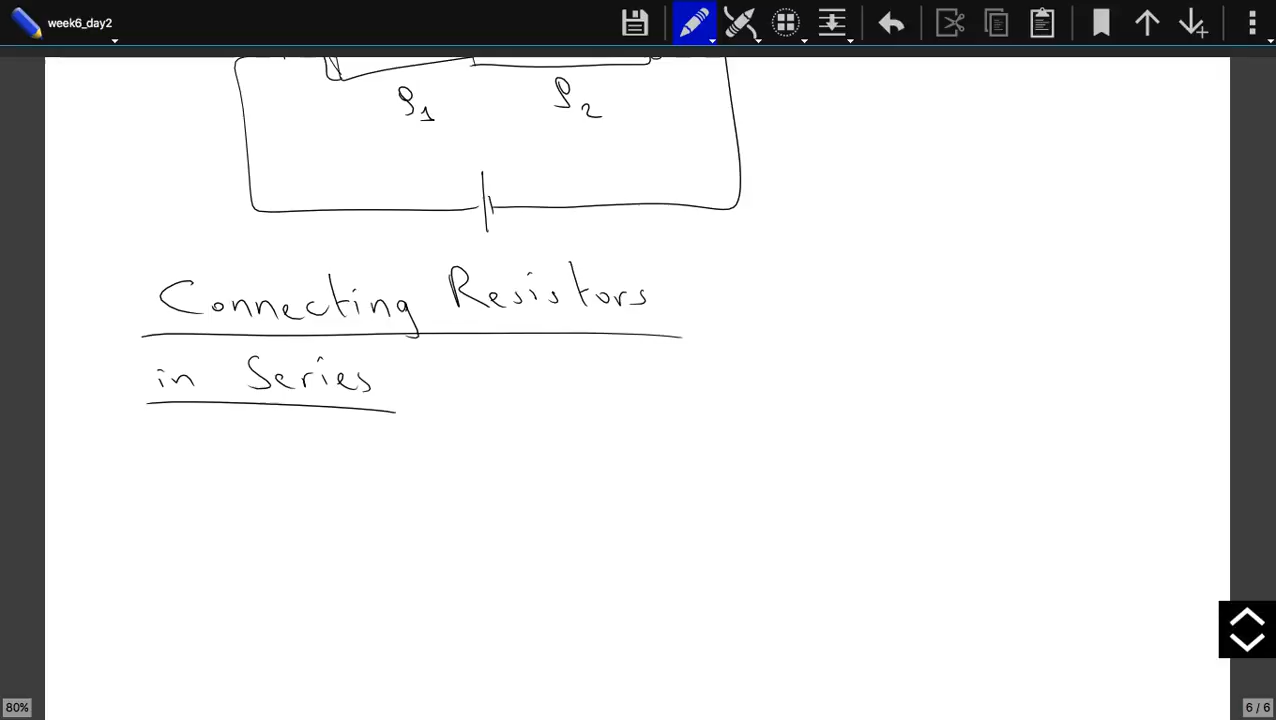 week6_day2
ρ1 ρ2
Connecting Resistors
in Series
80%
6 / 6